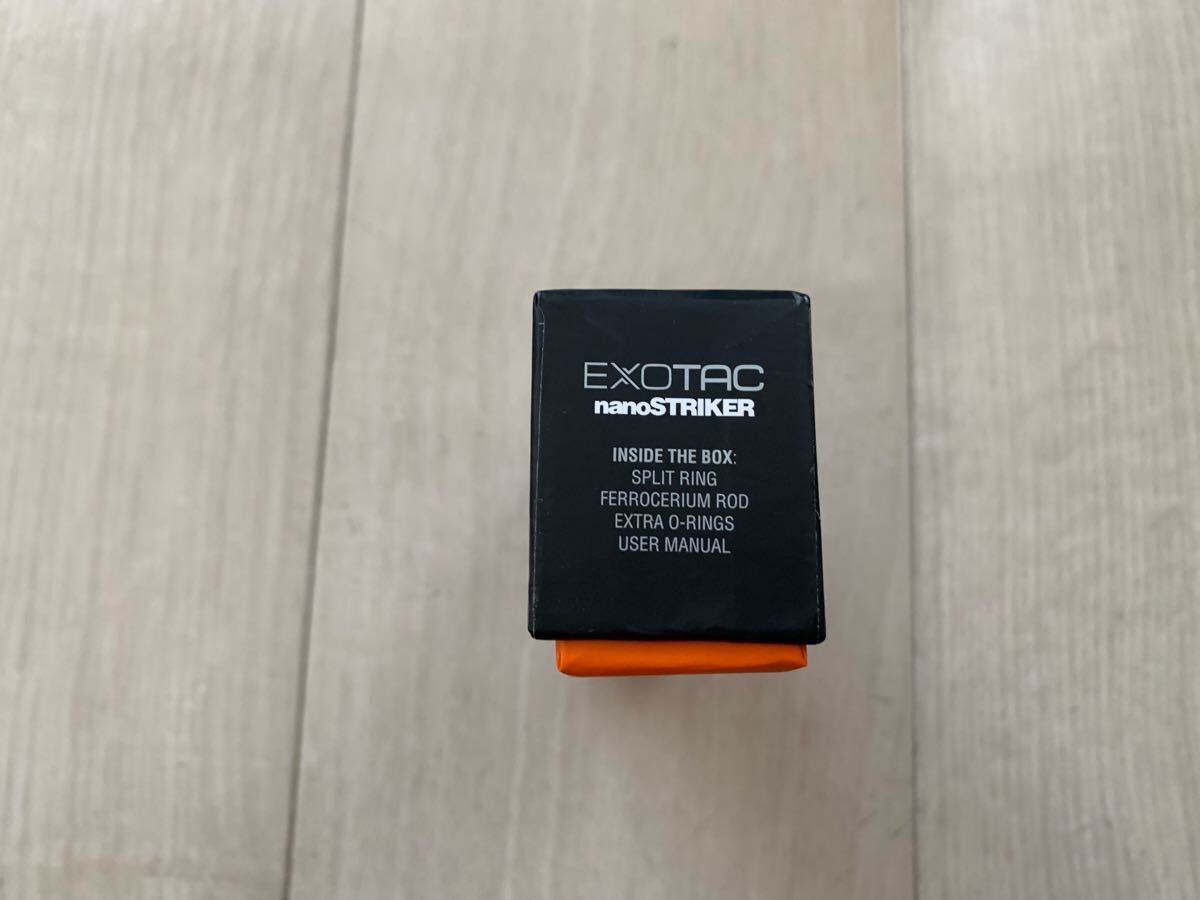 EXOTAC
nanoSTRIKER
INSIDE THE BOX:
SPLIT RING
FERROCERIUM ROD
EXTRA O-RINGS
USER MANUAL